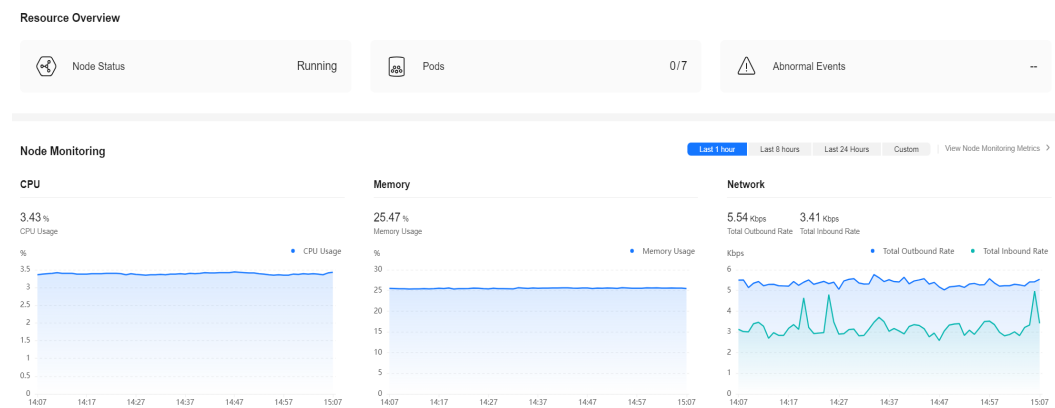 Resource Overview
Node Status Running
Pods 0/7
Abnormal Events --
Node Monitoring
Last 1 hour Last 8 hours Last 24 Hours Custom View Node Monitoring Metrics >
CPU
3.43 %
CPU Usage
%
CPU Usage
3.5
3
2.5
2
1.5
1
0.5
0
14:07 14:17 14:27 14:37 14:47 14:57 15:07
Memory
25.47 %
Memory Usage
%
Memory Usage
30
25
20
15
10
5
0
14:07 14:17 14:27 14:37 14:47 14:57 15:07
Network
5.54 Kbps 3.41 Kbps
Total Outbound Rate Total Inbound Rate
Kbps
Total Outbound Rate Total Inbound Rate
6
5
4
3
2
1
0
14:07 14:17 14:27 14:37 14:47 14:57 15:07